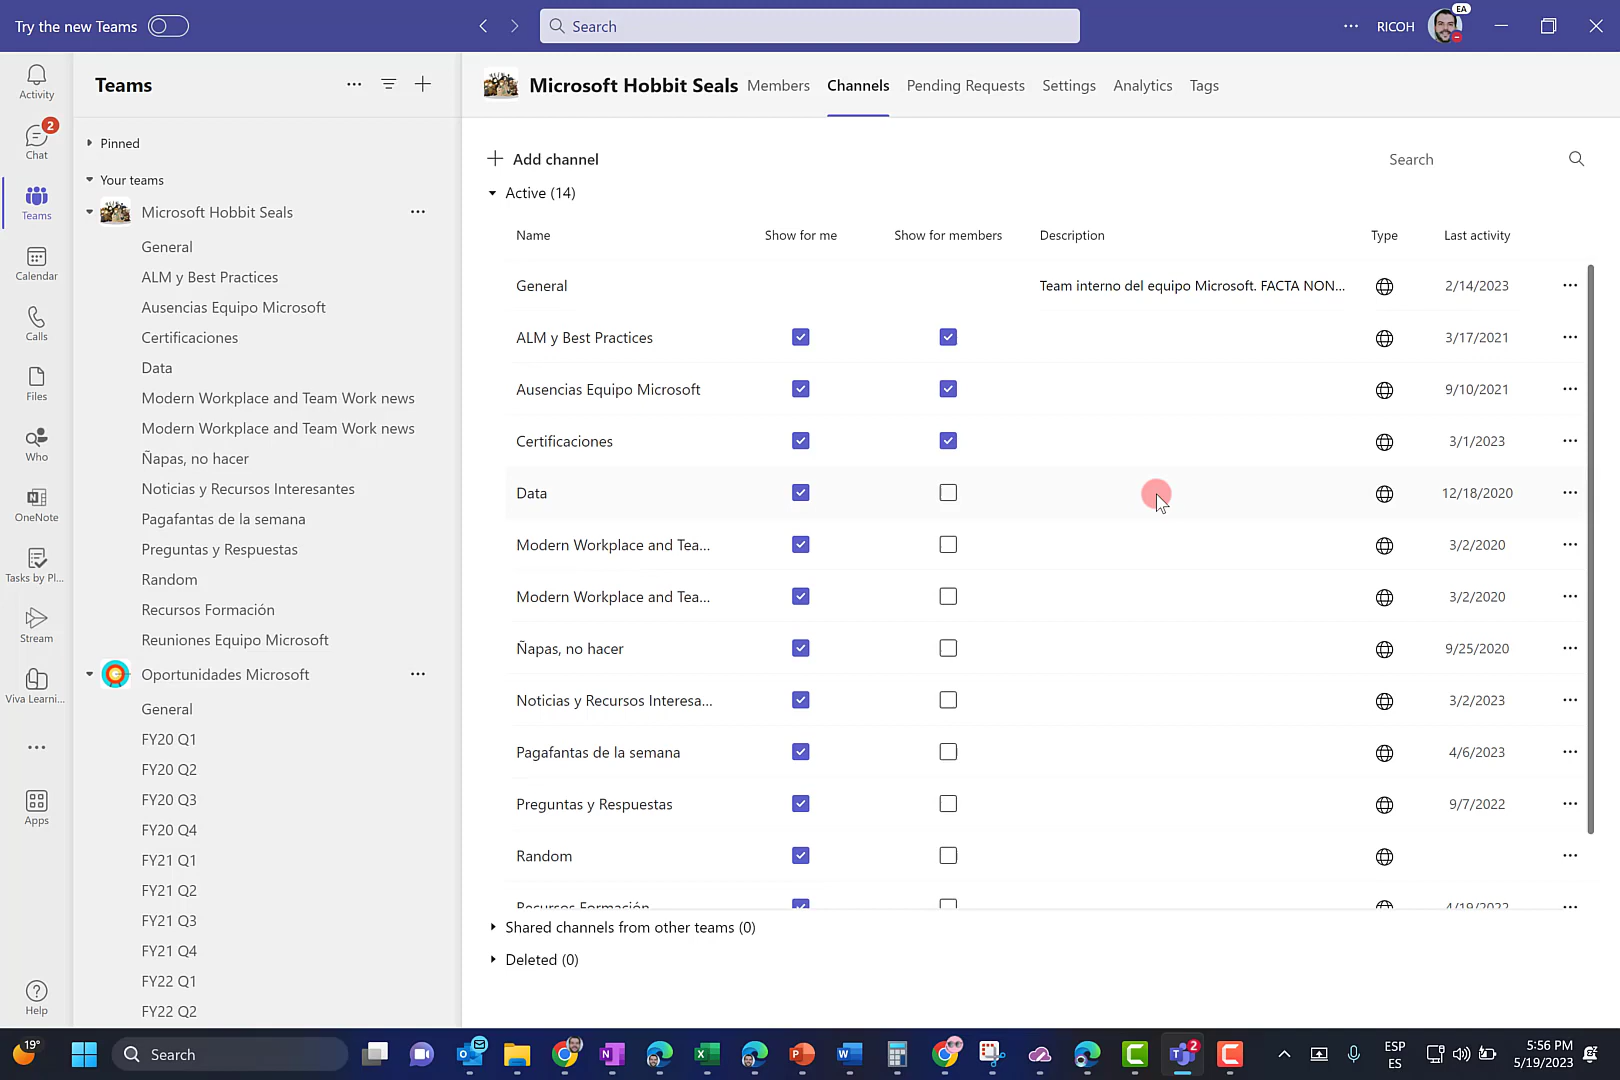 Try the new Teams
Search
RICOH
EA
Activity
Chat
2
Teams
Calendar
Calls
Files
Who
OneNote
Tasks by Pl...
Stream
Viva Learni...
Apps
Help
Teams
Pinned
Your teams
Microsoft Hobbit Seals
General
ALM y Best Practices
Ausencias Equipo Microsoft
Certificaciones
Data
Modern Workplace and Team Work news
Modern Workplace and Team Work news
Ñapas, no hacer
Noticias y Recursos Interesantes
Pagafantas de la semana
Preguntas y Respuestas
Random
Recursos Formación
Reuniones Equipo Microsoft
Oportunidades Microsoft
General
FY20 Q1
FY20 Q2
FY20 Q3
FY20 Q4
FY21 Q1
FY21 Q2
FY21 Q3
FY21 Q4
FY22 Q1
FY22 Q2
Microsoft Hobbit Seals Members Channels Pending Requests Settings Analytics Tags
Add channel Search
Active (14)
Name Show for me Show for members Description Type Last activity
General Team interno del equipo Microsoft. FACTA NON... 2/14/2023
ALM y Best Practices 3/17/2021
Ausencias Equipo Microsoft 9/10/2021
Certificaciones 3/1/2023
Data 12/18/2020
Modern Workplace and Tea... 3/2/2020
Modern Workplace and Tea... 3/2/2020
Ñapas, no hacer 9/25/2020
Noticias y Recursos Interesa... 3/2/2023
Pagafantas de la semana 4/6/2023
Preguntas y Respuestas 9/7/2022
Random
Recursos Formación 4/19/2022
Shared channels from other teams (0)
Deleted (0)
19°
Search
2
ESP
ES
5:56 PM
5/19/2023